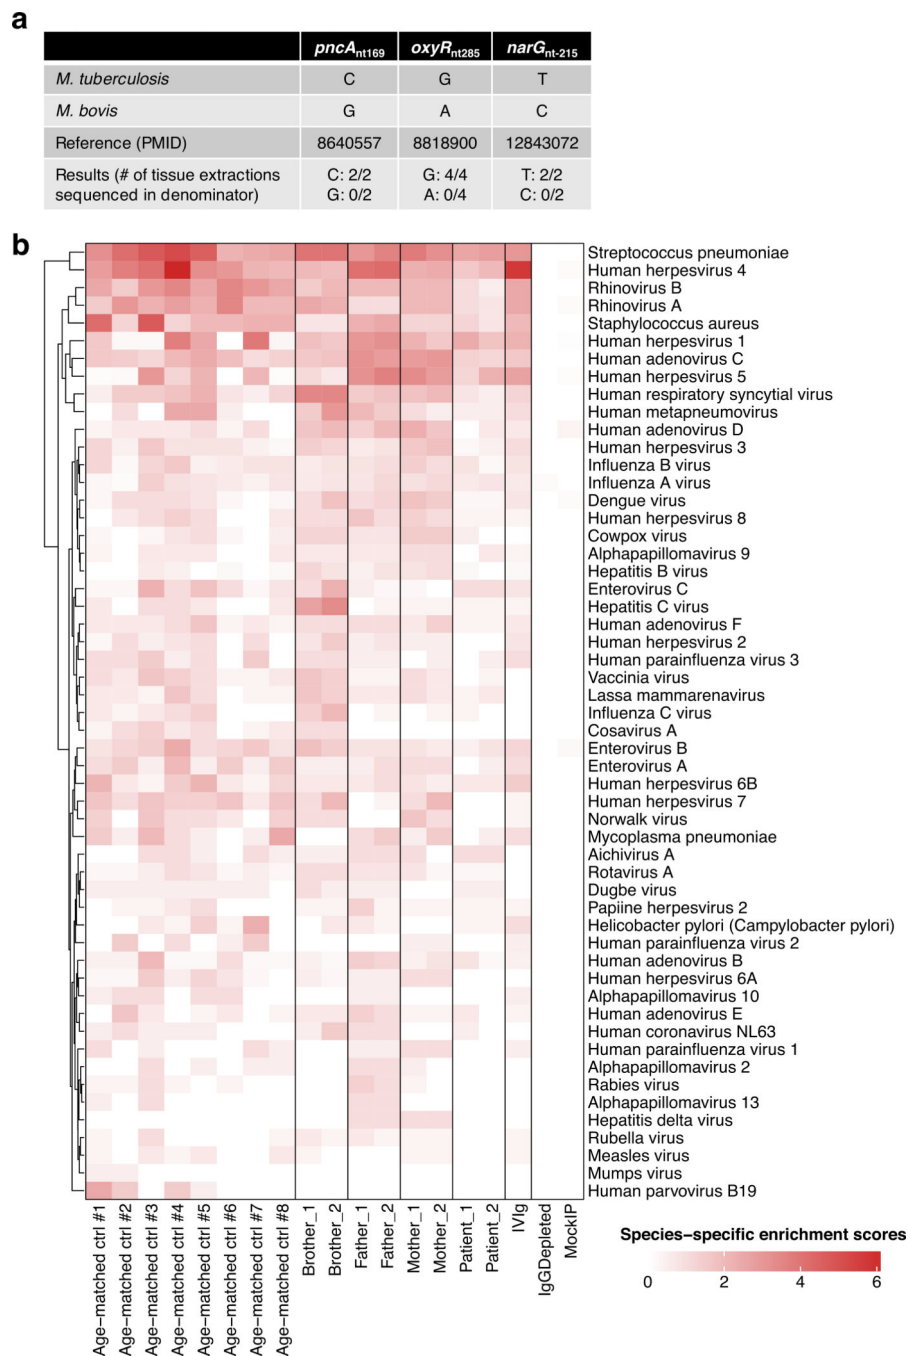 a
pncAnt169 oxyRnt285 narGnt-215
M. tuberculosis C G T
M. bovis G A C
Reference (PMID) 8640557 8818900 12843072
Results (# of tissue extractions sequenced in denominator) C: 2/2 G: 4/4 T: 2/2
G: 0/2 A: 0/4 C: 0/2
b
Streptococcus pneumoniae
Human herpesvirus 4
Rhinovirus B
Rhinovirus A
Staphylococcus aureus
Human herpesvirus 1
Human adenovirus C
Human herpesvirus 5
Human respiratory syncytial virus
Human metapneumovirus
Human adenovirus D
Human herpesvirus 3
Influenza B virus
Influenza A virus
Dengue virus
Human herpesvirus 8
Cowpox virus
Alphapapillomavirus 9
Hepatitis B virus
Enterovirus C
Hepatitis C virus
Human adenovirus F
Human herpesvirus 2
Human parainfluenza virus 3
Vaccinia virus
Lassa mammarenavirus
Influenza C virus
Cosavirus A
Enterovirus B
Enterovirus A
Human herpesvirus 6B
Human herpesvirus 7
Norwalk virus
Mycoplasma pneumoniae
Aichivirus A
Rotavirus A
Dugbe virus
Papiine herpesvirus 2
Helicobacter pylori (Campylobacter pylori)
Human parainfluenza virus 2
Human adenovirus B
Human herpesvirus 6A
Alphapapillomavirus 10
Human adenovirus E
Human coronavirus NL63
Human parainfluenza virus 1
Alphapapillomavirus 2
Rabies virus
Alphapapillomavirus 13
Hepatitis delta virus
Rubella virus
Measles virus
Mumps virus
Human parvovirus B19
Age−matched ctrl #1
Age−matched ctrl #2
Age−matched ctrl #3
Age−matched ctrl #4
Age−matched ctrl #5
Age−matched ctrl #6
Age−matched ctrl #7
Age−matched ctrl #8
Brother_1
Brother_2
Father_1
Father_2
Mother_1
Mother_2
Patient_1
Patient_2
IVIg
IgGDepleted
MockIP
Species−specific enrichment scores
0 2 4 6